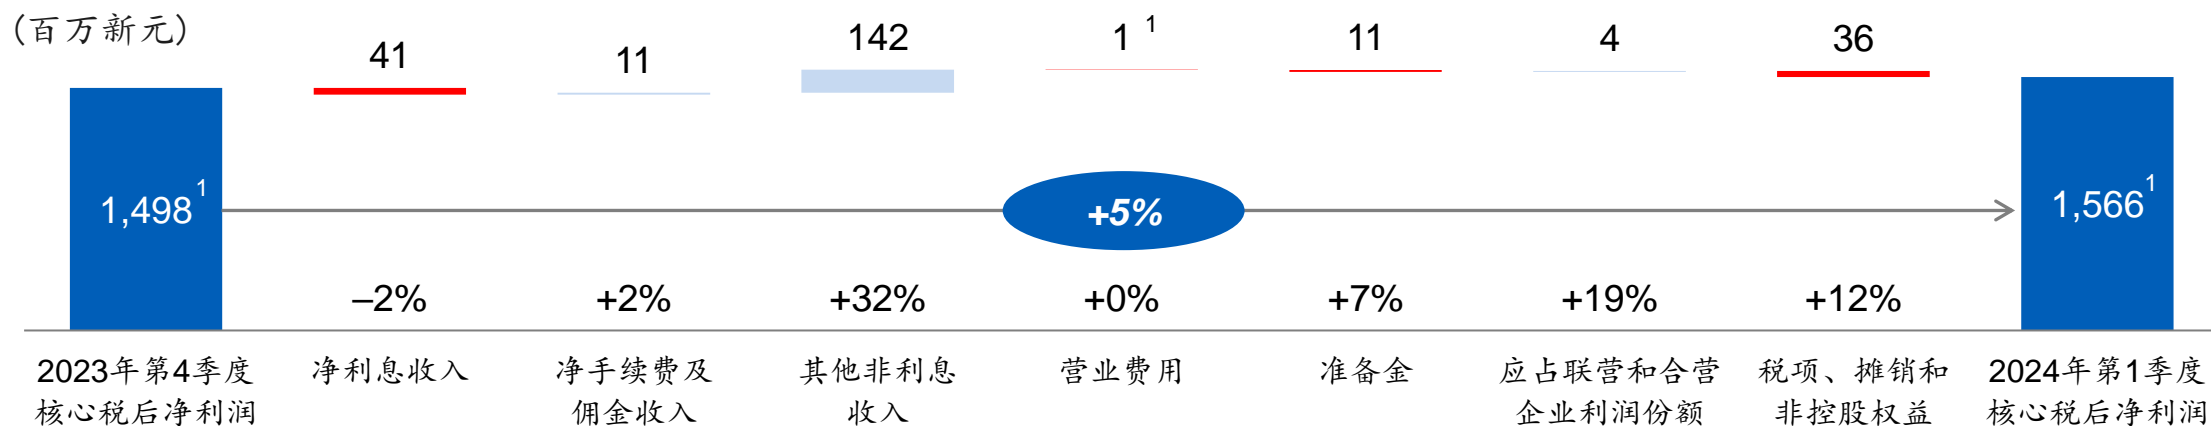 (百万新元)
41
11
142
1 1
11
4
36
1,498 1
+5%
1,566 1
–2%
+2%
+32%
+0%
+7%
+19%
+12%
2023年第4季度
核心税后净利润
净利息收入
净手续费及
佣金收入
其他非利息
收入
营业费用
准备金
应占联营和合营
企业利润份额
税项、摊销和
非控股权益
2024年第1季度
核心税后净利润